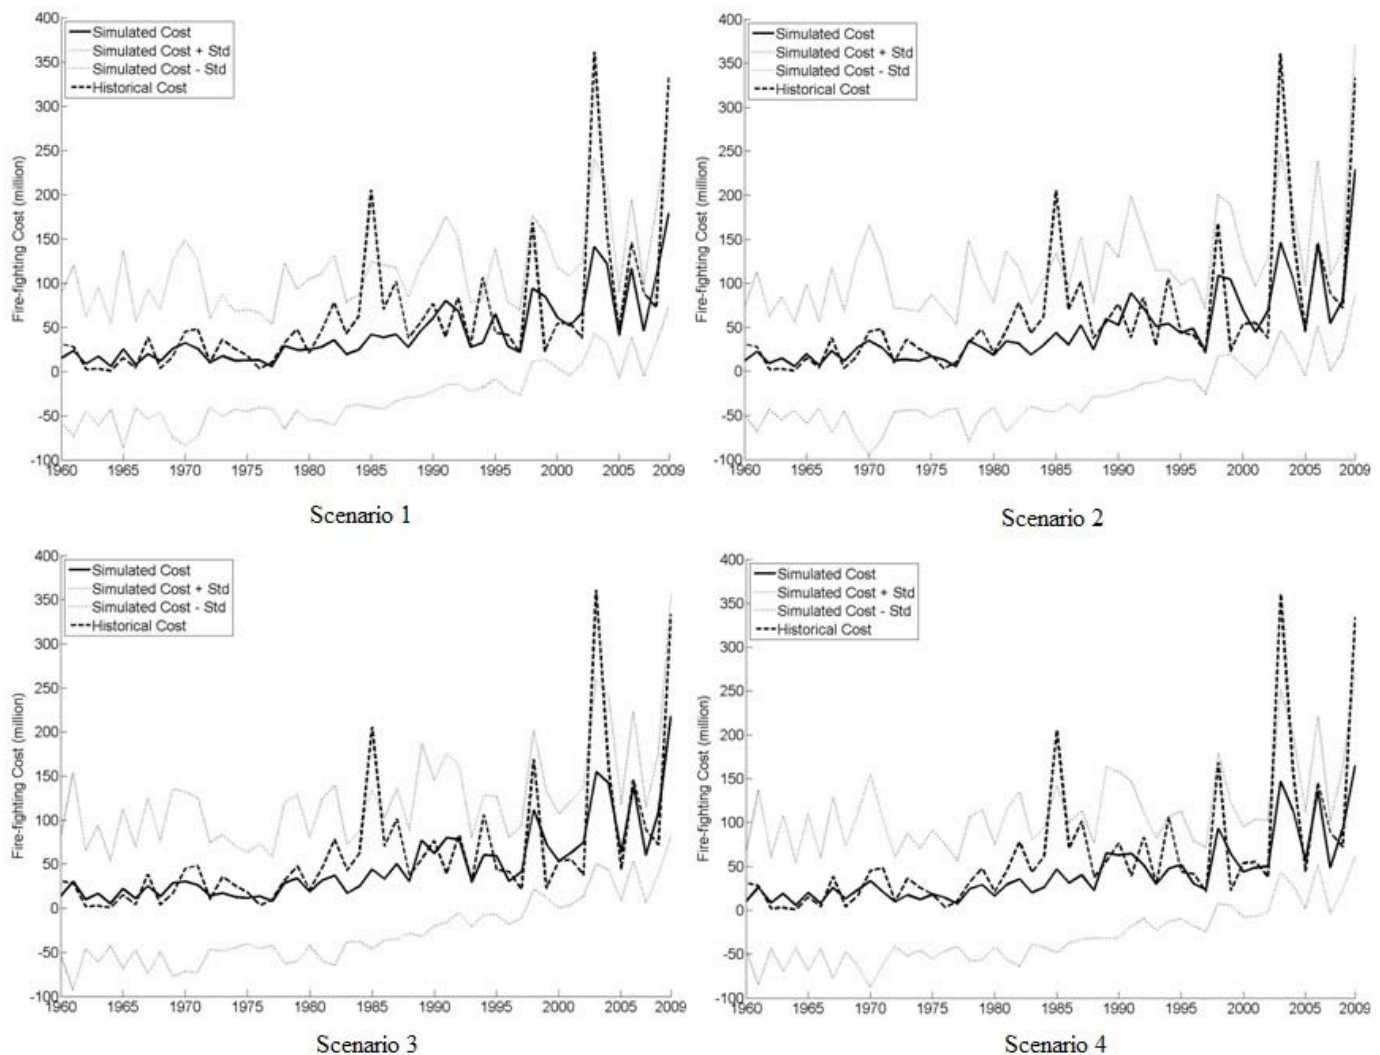 400
350
300
250
200
150
100
50
0
-50
-100
Fire-fighting Cost (million)
Simulated Cost
Simulated Cost + Std
Simulated Cost - Std
Historical Cost
1960 1965 1970 1975 1980 1985 1990 1995 2000 2005 2009
Scenario 1
400
350
300
250
200
150
100
50
0
-50
-100
Fire-fighting Cost (million)
Simulated Cost
Simulated Cost + Std
Simulated Cost - Std
Historical Cost
1960 1965 1970 1975 1980 1985 1990 1995 2000 2005 2009
Scenario 2
400
350
300
250
200
150
100
50
0
-50
-100
Fire-fighting Cost (million)
Simulated Cost
Simulated Cost + Std
Simulated Cost - Std
Historical Cost
1960 1965 1970 1975 1980 1985 1990 1995 2000 2005 2009
Scenario 3
400
350
300
250
200
150
100
50
0
-50
-100
Fire-fighting Cost (million)
Simulated Cost
Simulated Cost + Std
Simulated Cost - Std
Historical Cost
1960 1965 1970 1975 1980 1985 1990 1995 2000 2005 2009
Scenario 4